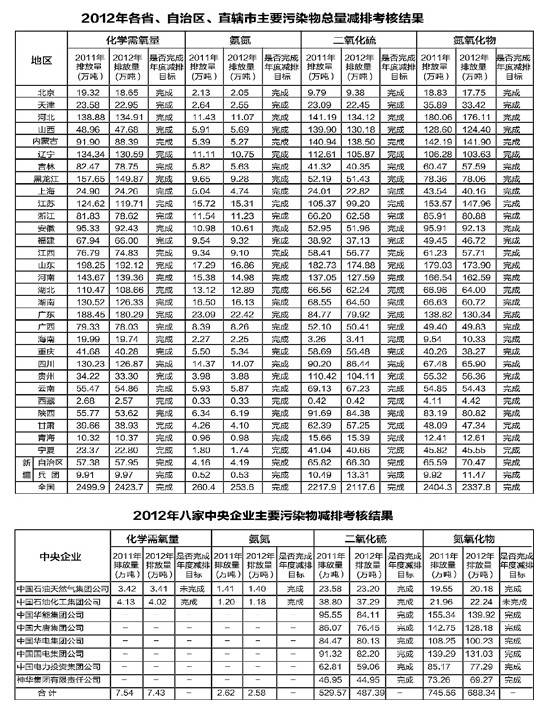 2012年各省、自治区、直辖市主要污染物总量减排考核结果
地区 化学需氧量 氨氮 二氧化硫 氮氧化物
2011年排放量(万吨) 2012年排放量(万吨) 是否完成年度减排目标 2011年排放量(万吨) 2012年排放量(万吨) 是否完成年度减排目标 2011年排放量(万吨) 2012年排放量(万吨) 是否完成年度减排目标 2011年排放量(万吨) 2012年排放量(万吨) 是否完成年度减排目标
北京 19.32 18.65 完成 2.13 2.05 完成 9.79 9.38 完成 18.83 17.75 完成
天津 23.58 22.95 完成 2.64 2.55 完成 23.09 22.45 完成 35.89 33.42 完成
河北 138.88 134.91 完成 11.43 11.07 完成 141.19 134.12 完成 180.06 176.11 完成
山西 48.96 47.68 完成 5.91 5.69 完成 139.90 130.18 完成 128.60 124.40 完成
内蒙古 91.90 88.39 完成 5.39 5.27 完成 140.94 138.50 完成 142.19 141.90 完成
辽宁 134.34 130.59 完成 11.11 10.75 完成 112.61 105.87 完成 106.28 103.63 完成
吉林 82.47 78.75 完成 5.82 5.63 完成 41.32 40.35 完成 60.47 57.59 完成
黑龙江 157.65 149.87 完成 9.65 9.28 完成 52.19 51.43 完成 78.36 78.06 完成
上海 24.90 24.26 完成 5.04 4.74 完成 24.01 22.82 完成 43.54 40.16 完成
江苏 124.62 119.71 完成 15.72 15.31 完成 105.37 99.20 完成 153.57 147.96 完成
浙江 81.83 78.62 完成 11.54 11.23 完成 66.20 62.58 完成 85.91 80.88 完成
安徽 95.33 92.43 完成 10.98 10.61 完成 52.95 51.96 完成 95.91 92.13 完成
福建 67.94 66.00 完成 9.54 9.32 完成 38.92 37.13 完成 49.45 46.72 完成
江西 76.79 74.83 完成 9.34 9.10 完成 58.41 56.77 完成 61.23 57.71 完成
山东 198.25 192.12 完成 17.29 16.86 完成 182.73 174.88 完成 179.03 173.90 完成
河南 143.67 139.36 完成 15.38 14.98 完成 137.05 127.59 完成 166.54 162.59 完成
湖北 110.47 108.66 完成 13.12 12.89 完成 66.56 62.24 完成 66.96 64.00 完成
湖南 130.52 126.33 完成 16.50 16.13 完成 68.55 64.50 完成 66.63 60.72 完成
广东 188.45 180.29 完成 23.09 22.42 完成 84.77 79.92 完成 138.82 130.34 完成
广西 79.33 78.03 完成 8.39 8.26 完成 52.10 50.41 完成 49.40 49.83 完成
海南 19.99 19.74 完成 2.27 2.25 完成 3.26 3.41 完成 9.54 10.33 完成
重庆 41.68 40.28 完成 5.50 5.34 完成 58.69 56.48 完成 40.26 38.27 完成
四川 130.23 126.87 完成 14.37 14.07 完成 90.20 86.44 完成 67.48 65.90 完成
贵州 34.22 33.30 完成 3.98 3.88 完成 110.42 104.11 完成 55.32 56.36 完成
云南 55.47 54.86 完成 5.93 5.87 完成 69.13 67.23 完成 54.85 54.43 完成
西藏 2.68 2.57 完成 0.33 0.33 完成 0.42 0.42 完成 4.11 4.42 完成
陕西 55.77 53.62 完成 6.34 6.19 完成 91.69 84.38 完成 83.19 80.82 完成
甘肃 39.66 38.93 完成 4.26 4.10 完成 62.39 57.25 完成 48.09 47.34 完成
青海 10.32 10.37 完成 0.96 0.98 完成 15.66 15.39 完成 12.41 12.61 完成
宁夏 23.37 22.80 完成 1.80 1.74 完成 41.04 40.66 完成 45.82 45.55 完成
新疆 自治区 57.38 57.95 完成 4.16 4.19 完成 65.82 66.30 完成 65.59 70.47 完成
兵团 9.91 9.97 完成 0.52 0.53 完成 10.49 13.31 完成 9.92 11.47 完成
全国 2499.9 2423.7 完成 260.4 253.6 完成 2217.9 2117.6 完成 2404.3 2337.8 完成
2012年八家中央企业主要污染物减排考核结果
中央企业 化学需氧量 氨氮 二氧化硫 氮氧化物
2011年排放量(万吨) 2012年排放量(万吨) 是否完成年度减排目标 2011年排放量(万吨) 2012年排放量(万吨) 是否完成年度减排目标 2011年排放量(万吨) 2012年排放量(万吨) 是否完成年度减排目标 2011年排放量(万吨) 2012年排放量(万吨) 是否完成年度减排目标
中国石油天然气集团公司 3.42 3.41 未完成 1.41 1.40 完成 23.58 23.20 完成 19.55 20.18 完成
中国石油化工集团公司 4.13 4.02 完成 1.20 1.18 完成 38.80 37.29 完成 21.96 22.24 未完成
中国华能集团公司 – – – – – – 95.55 84.11 完成 155.34 139.92 完成
中国大唐集团公司 – – – – – – 86.07 76.45 完成 142.75 128.18 完成
中国华电集团公司 – – – – – – 84.47 80.13 完成 108.25 100.23 完成
中国国电集团公司 – – – – – – 91.32 82.20 完成 139.29 131.03 完成
中国电力投资集团公司 – – – – – – 62.81 59.06 完成 85.17 77.29 完成
神华集团有限责任公司 – – – – – – 46.95 44.95 完成 73.26 69.27 完成
合计 7.54 7.43 – 2.62 2.58 – 529.57 487.39 – 745.56 688.34 –